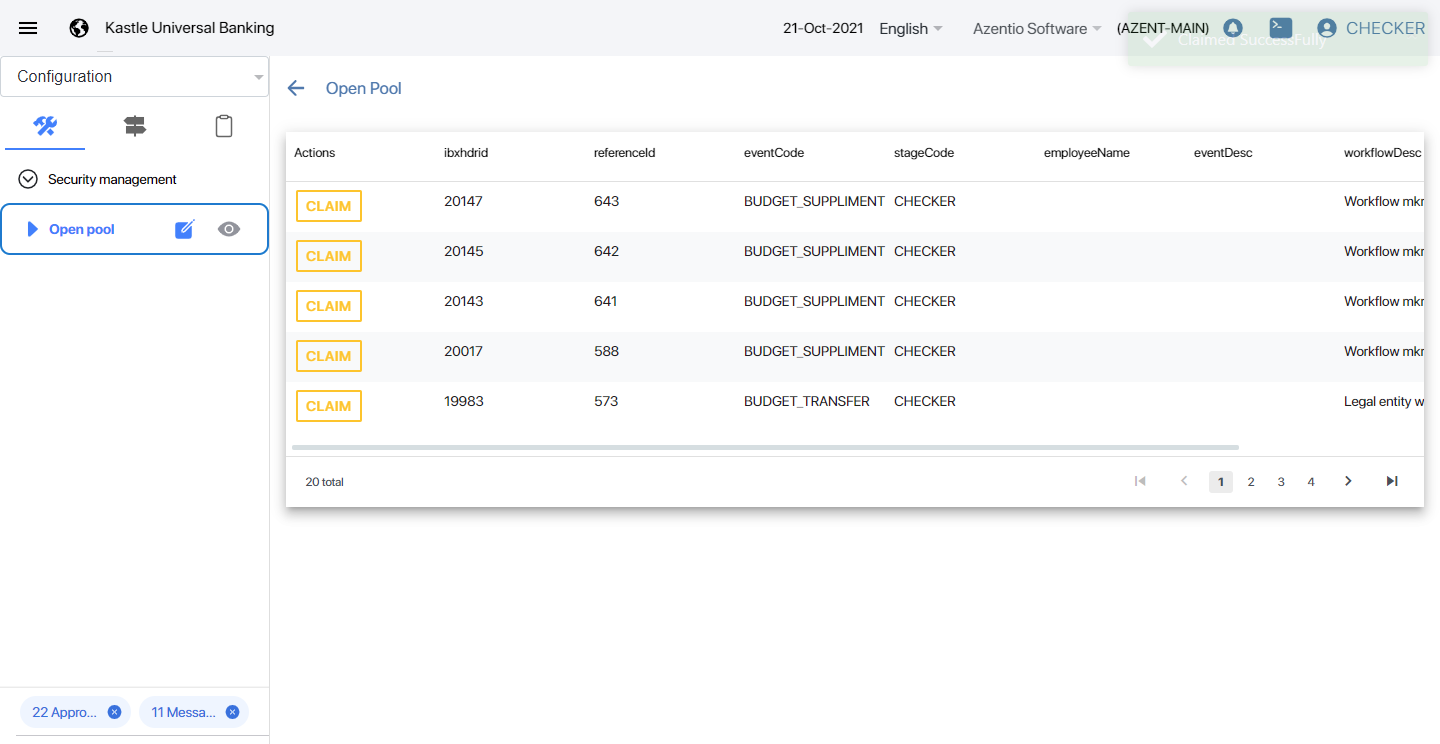 Kastle Universal Banking
21-Oct-2021 English Azentio Software (AZENT-MAIN) CHECKER
Claimed SuccessFully
Configuration
Security management
Open pool
22 Appro... 11 Messa...
Open Pool
Actions ibxhdrid referenceId eventCode stageCode employeeName eventDesc workflowDesc
CLAIM 20147 643 BUDGET_SUPPLIMENT CHECKER Workflow mkr
CLAIM 20145 642 BUDGET_SUPPLIMENT CHECKER Workflow mkr
CLAIM 20143 641 BUDGET_SUPPLIMENT CHECKER Workflow mkr
CLAIM 20017 588 BUDGET_SUPPLIMENT CHECKER Workflow mkr
CLAIM 19983 573 BUDGET_TRANSFER CHECKER Legal entity w
20 total 1 2 3 4